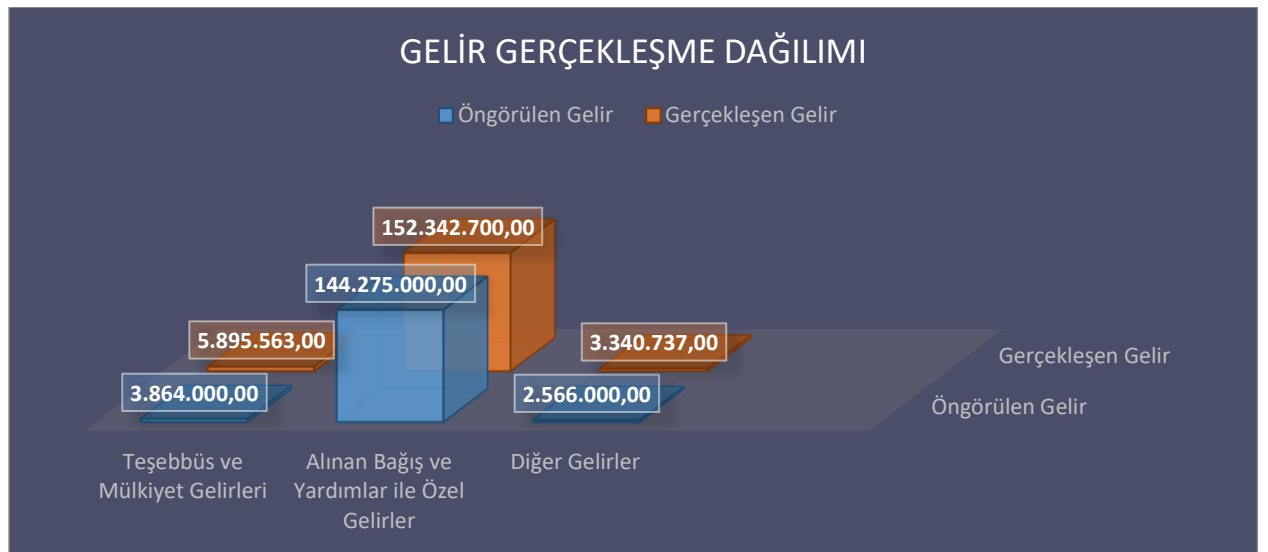 GELİR GERÇEKLEŞME DAĞILIMI
Öngörülen Gelir Gerçekleşen Gelir
152.342.700,00
144.275.000,00
5.895.563,00
3.340.737,00
3.864.000,00
2.566.000,00
Gerçekleşen Gelir
Öngörülen Gelir
Teşebbüs ve
Mülkiyet Gelirleri
Alınan Bağış ve
Yardımlar ile Özel
Gelirler
Diğer Gelirler